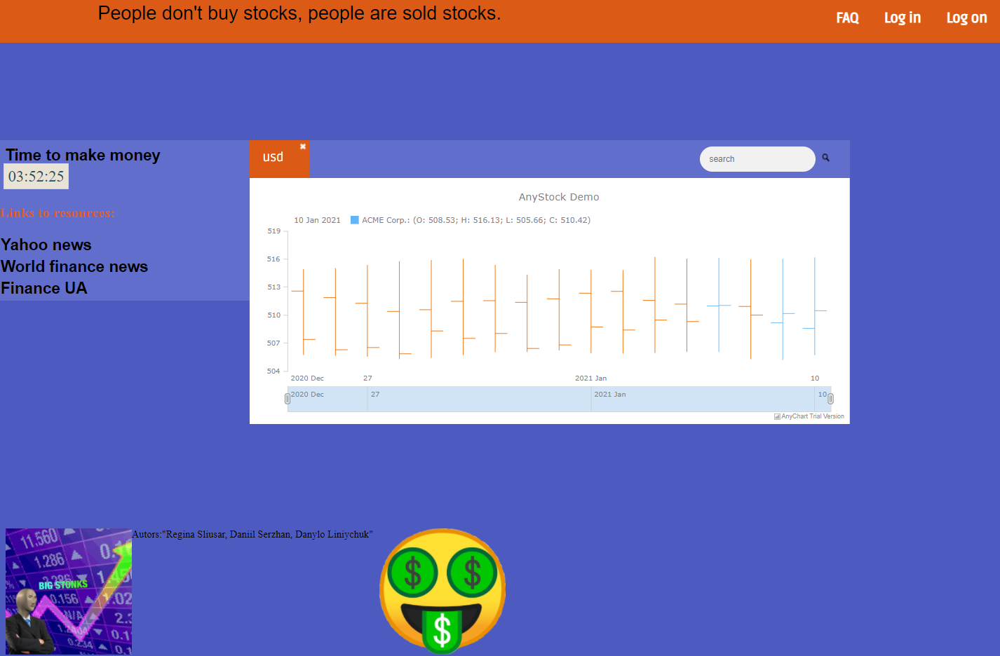 People don't buy stocks, people are sold stocks.
FAQ Log in Log on
Time to make money
03:52:25
Links to resources:
Yahoo news
World finance news
Finance UA
usd
search
AnyStock Demo
10 Jan 2021 ACME Corp.: (O: 508.53; H: 516.13; L: 505.66; C: 510.42)
519
516
513
510
507
504
2020 Dec 27 2021 Jan 10
2020 Dec 27 2021 Jan 10
AnyChart Trial Version
Autors:"Regina Sliusar, Daniil Serzhan, Danylo Liniychuk"
11.560
1.286
BIG STONKS
0.156
N/A
0.234
$ $
$